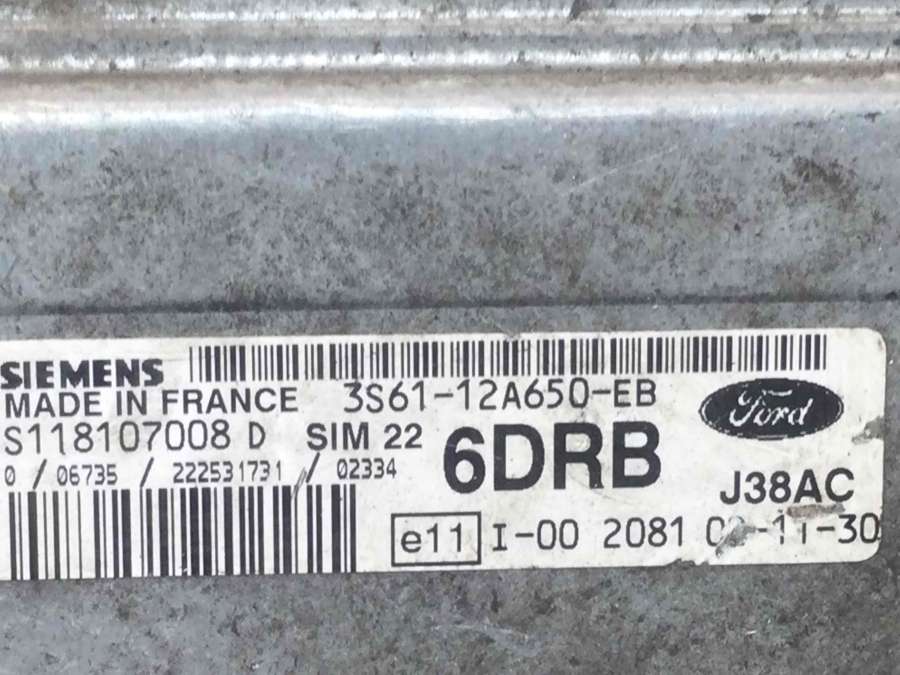 SIEMENS
MADE IN FRANCE 3S61-12A650-EB
Ford
S118107008 D SIM 22 6DRB
0 / 06735 / 222531731 / 02334
J38AC
e11 I-00 2081